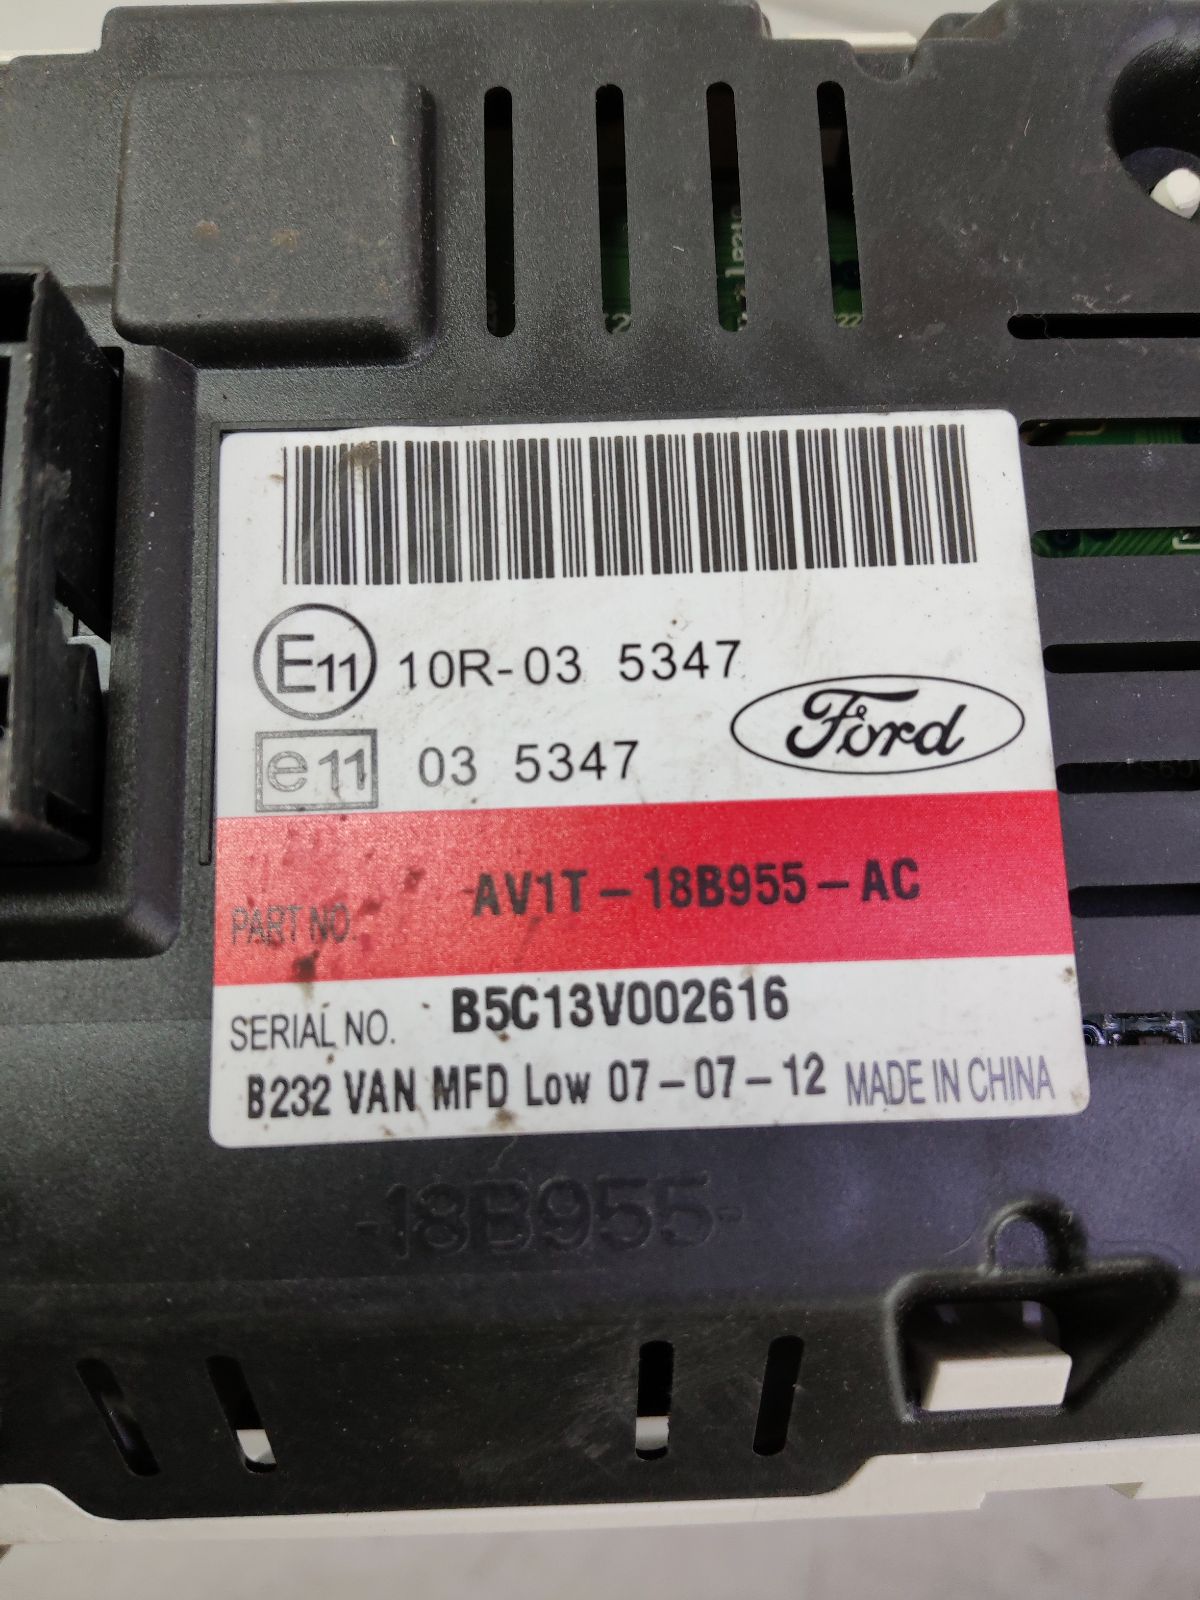 E11 10R-03 5347
Ford
e11 03 5347
PART NO. AV1T-18B955-AC
SERIAL NO. B5C13V002616
B232 VAN MFD Low 07-07-12 MADE IN CHINA
-18B955-